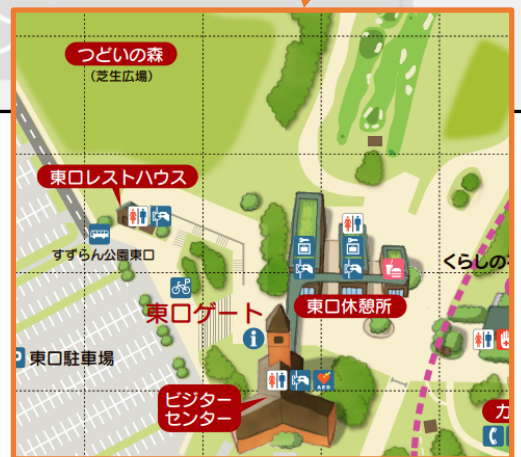 つどいの森
(芝生広場)
東口レストハウス
すずらん公園東口
くらしの
東口ゲート
東口休憩所
i
P 東口駐車場
AED
ビジター
センター
カ